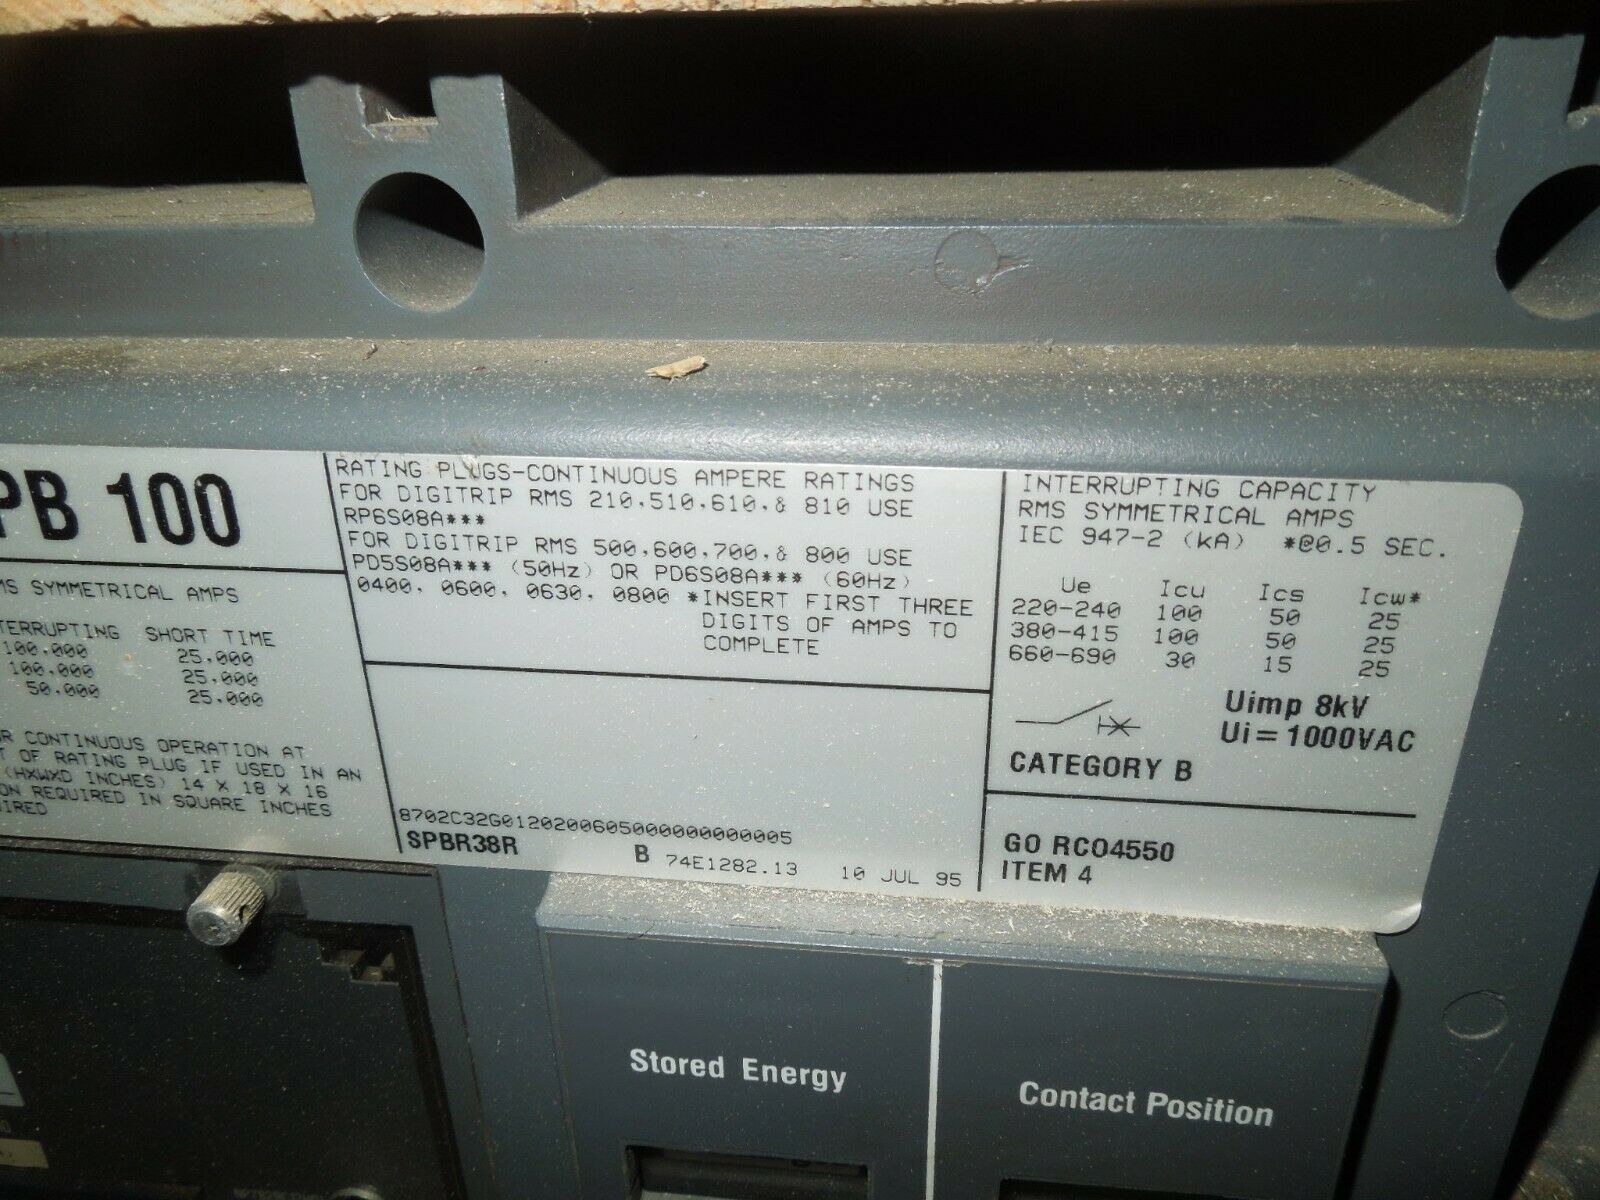 PB 100
MS SYMMETRICAL AMPS
TERRUPTING SHORT TIME
100.000 25.000
100.000 25.000
50.000 25.000
R CONTINUOUS OPERATION AT
T OF RATING PLUG IF USED IN AN
(HXWXD INCHES) 14 X 18 X 16
ON REQUIRED IN SQUARE INCHES
UIRED
RATING PLUGS-CONTINUOUS AMPERE RATINGS
FOR DIGITRIP RMS 210.510.610.& 810 USE
RP6S08A***
FOR DIGITRIP RMS 500.600.700.& 800 USE
PD5S08A*** (50Hz) OR PD6S08A*** (60Hz)
0400. 0600. 0630. 0800 *INSERT FIRST THREE
DIGITS OF AMPS TO
COMPLETE
8702C32G01202006050000000000005
SPBR38R B 74E1282.13 10 JUL 95
INTERRUPTING CAPACITY
RMS SYMMETRICAL AMPS
IEC 947-2 (kA) *@0.5 SEC.
Ue Icu Ics Icw*
220-240 100 50 25
380-415 100 50 25
660-690 30 15 25
Uimp 8kV
Ui=1000VAC
CATEGORY B
GO RCO4550
ITEM 4
Stored Energy
Contact Position